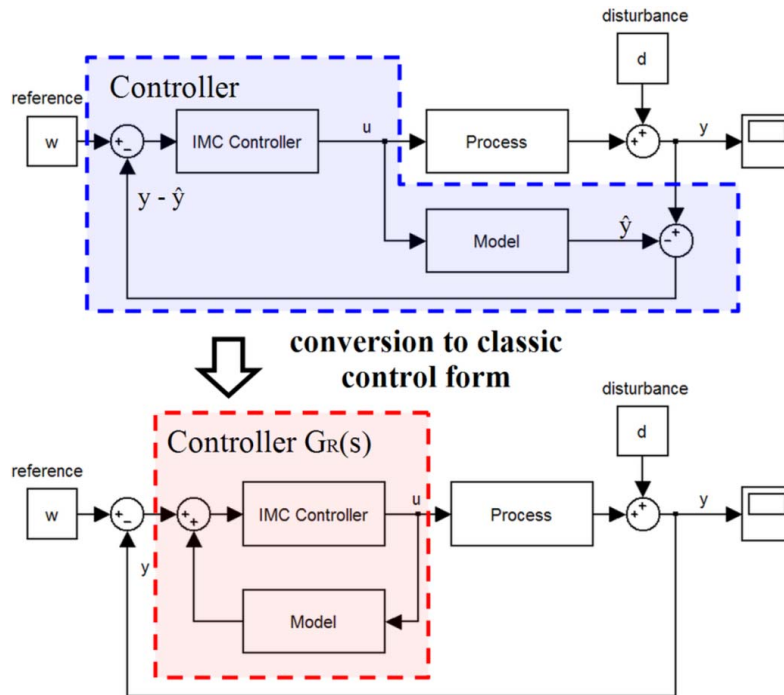 disturbance
d
Controller
reference
w
+
−
IMC Controller
u
Process
+
+
y
y - ŷ
Model
ŷ
-
+
conversion to classic
control form
disturbance
d
Controller GR(s)
reference
w
+
−
+
+
IMC Controller
u
Process
+
+
y
y
Model